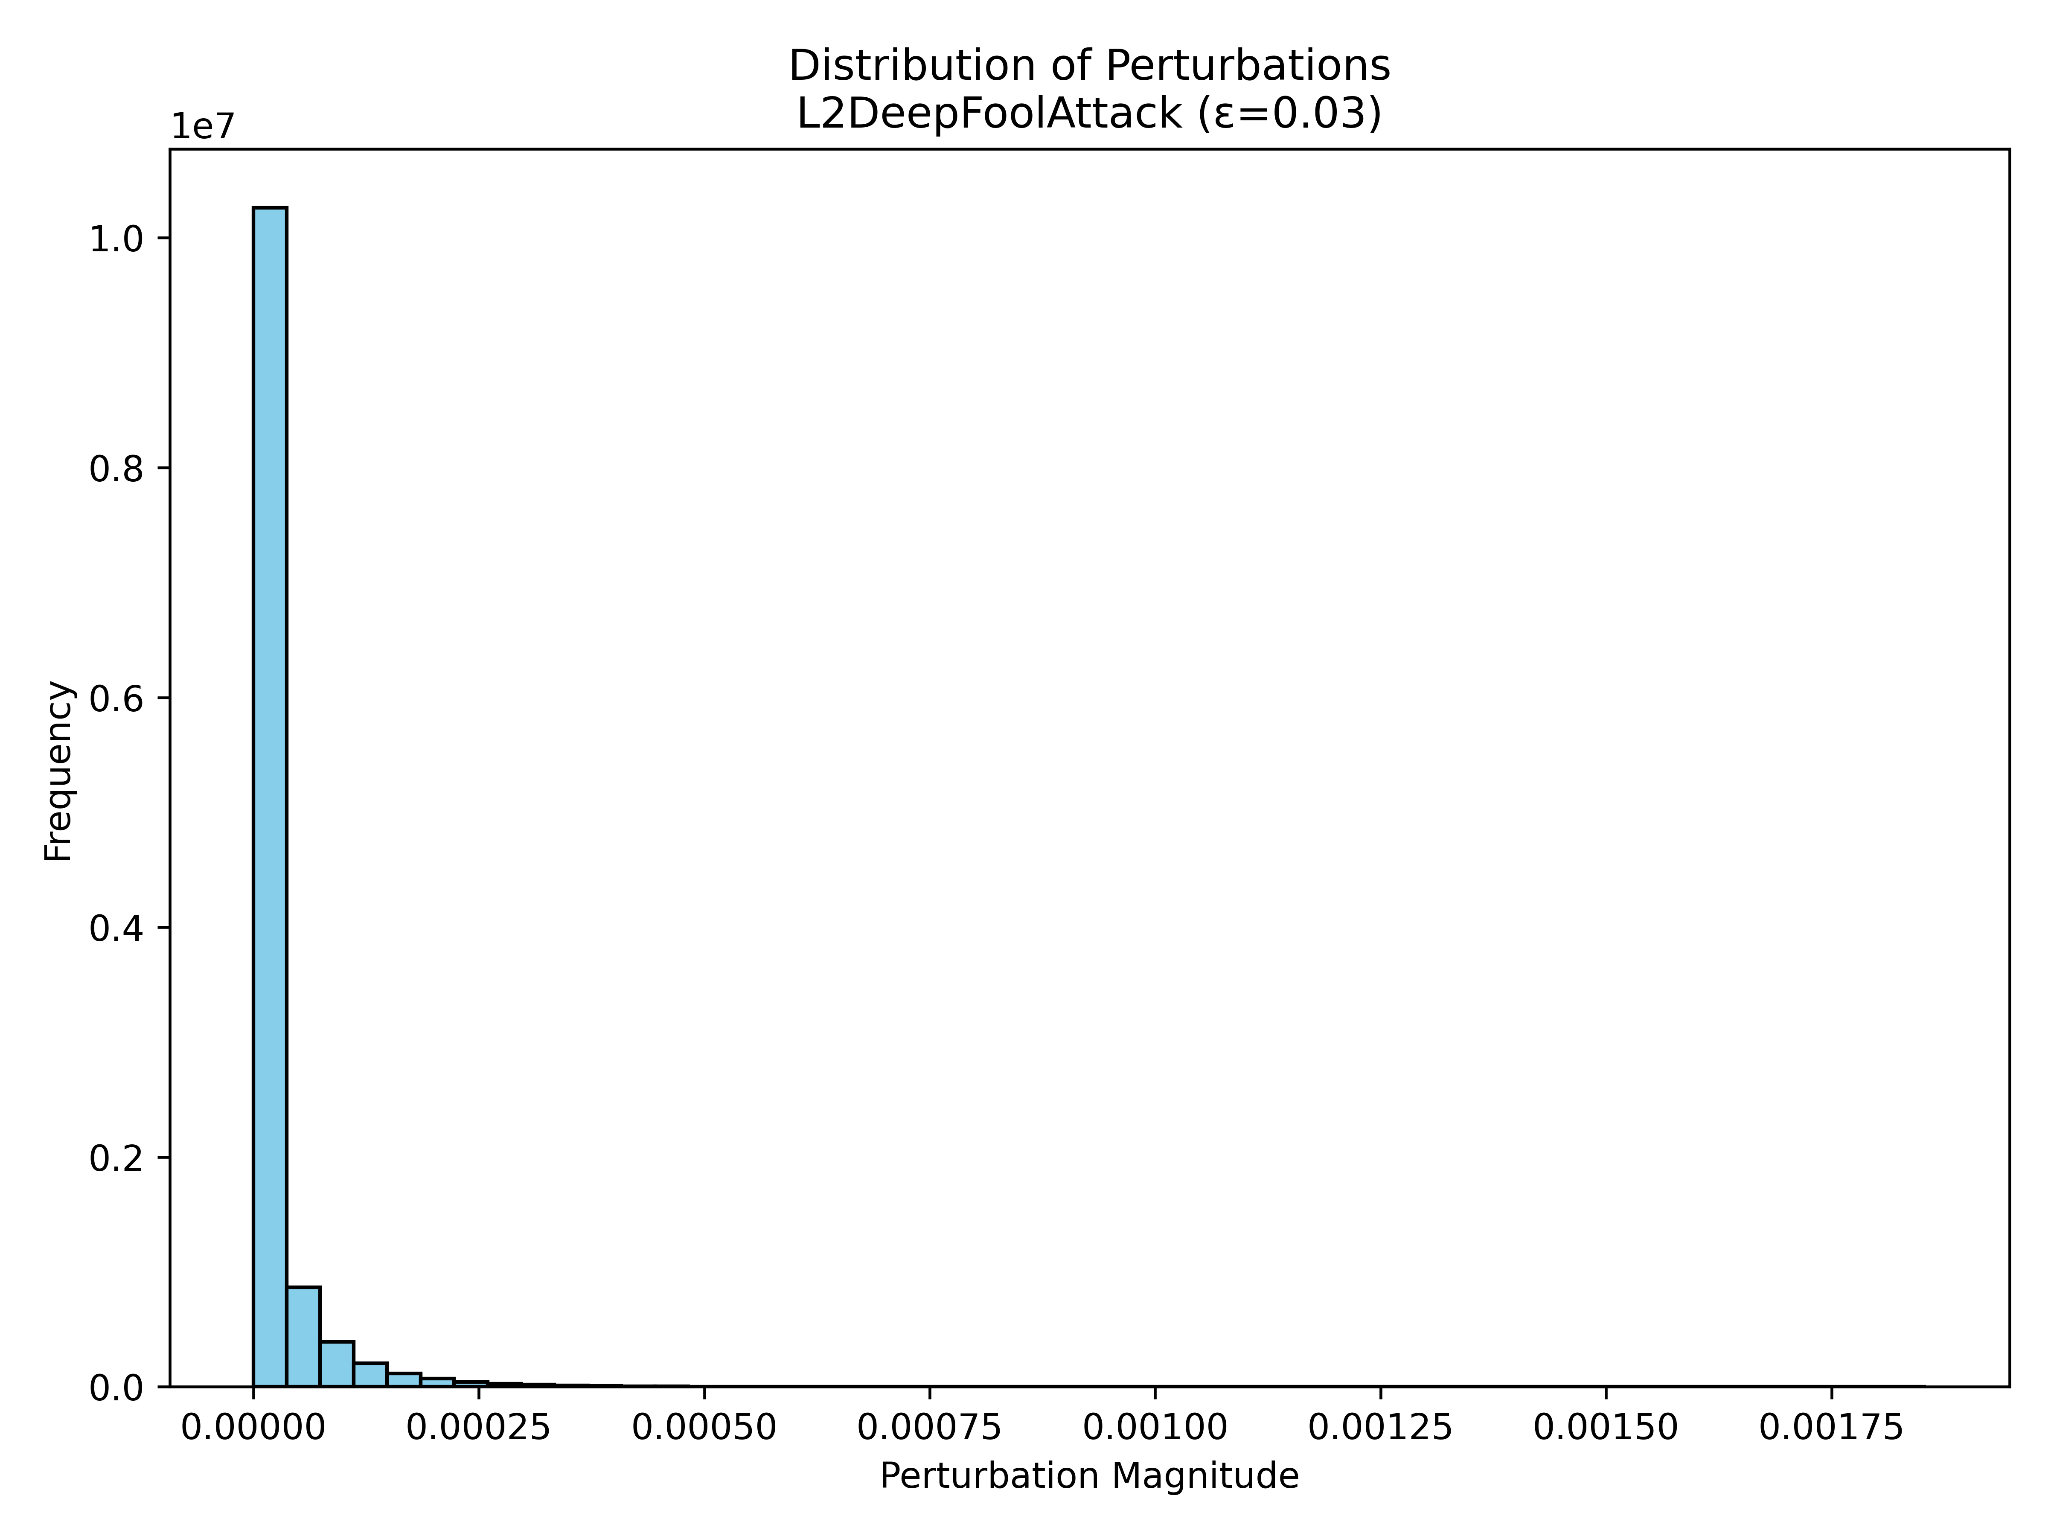 Distribution of Perturbations
L2DeepFoolAttack (ε=0.03)
1e7
1.0
0.8
0.6
0.4
0.2
0.0
Frequency
0.00000 0.00025 0.00050 0.00075 0.00100 0.00125 0.00150 0.00175
Perturbation Magnitude